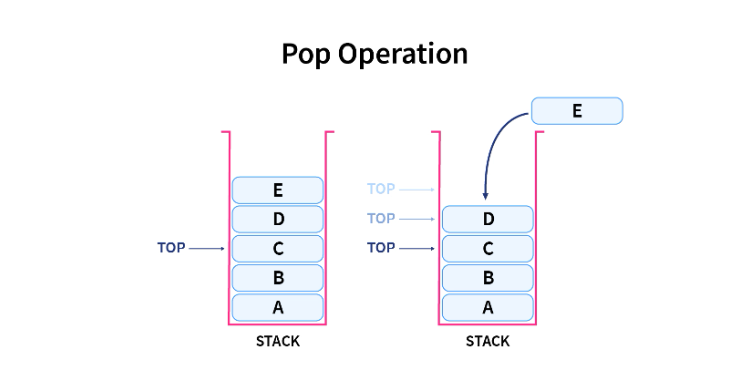 Pop Operation
E
E
D
TOP C
B
A
STACK
TOP
TOP D
TOP C
B
A
STACK